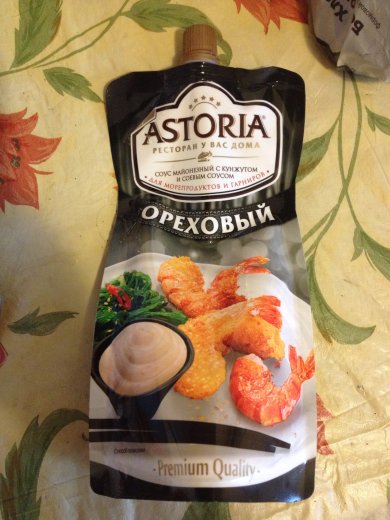 ASTORIA®
РЕСТОРАН У ВАС ДОМА
СОУС МАЙОНЕЗНЫЙ С КУНЖУТОМ
И СОЕВЫМ СОУСОМ
• ДЛЯ МОРЕПРОДУКТОВ И ГАРНИРОВ •
ОРЕХОВЫЙ
· Premium Quality ·